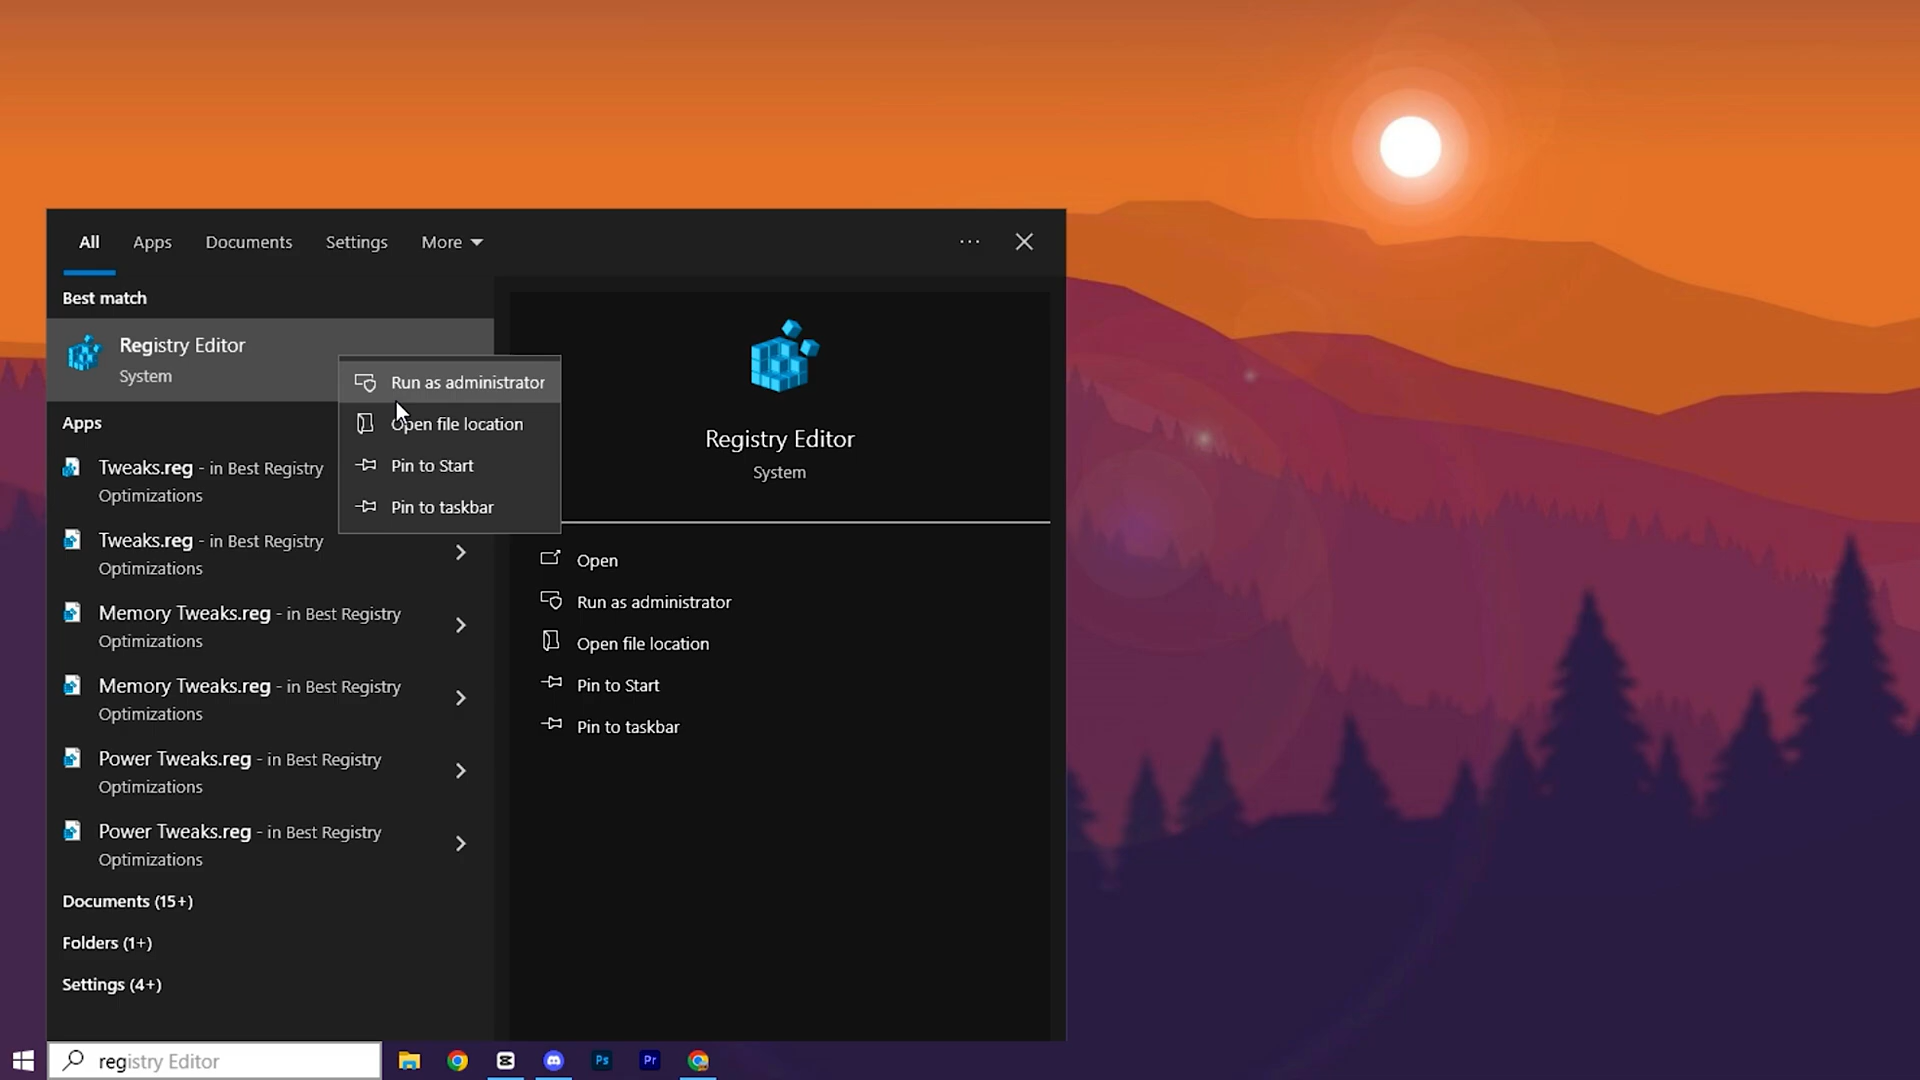 All Apps Documents Settings More
Best match
Registry Editor
System
Run as administrator
Open file location
Pin to Start
Pin to taskbar
Apps
Tweaks.reg - in Best Registry
Optimizations
Tweaks.reg - in Best Registry
Optimizations
Memory Tweaks.reg - in Best Registry
Optimizations
Memory Tweaks.reg - in Best Registry
Optimizations
Power Tweaks.reg - in Best Registry
Optimizations
Power Tweaks.reg - in Best Registry
Optimizations
Documents (15+)
Folders (1+)
Settings (4+)
Registry Editor
System
Open
Run as administrator
Open file location
Pin to Start
Pin to taskbar
registry Editor
Ps Pr